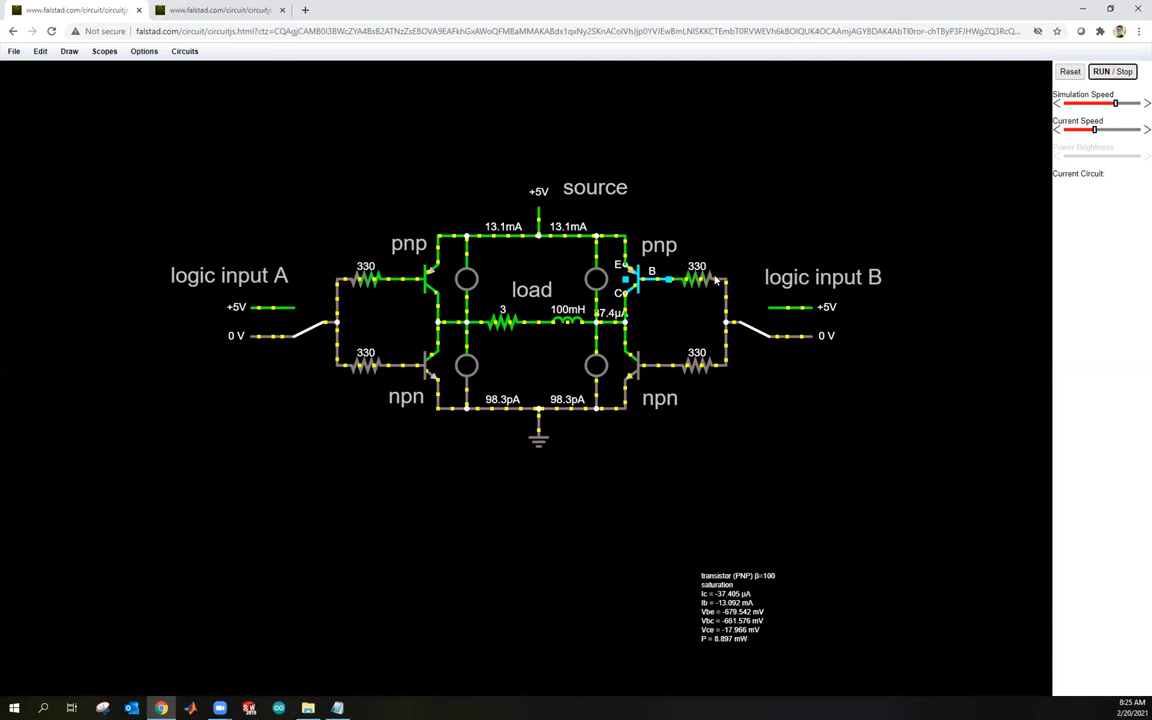 www.falstad.com/circuit/circuitjs
www.falstad.com/circuit/circuitjs
Not secure
File Edit Draw Scopes Options Circuits
Reset RUN / Stop
Simulation Speed
Current Speed
Power Brightness
Current Circuit:
source
+5V
13.1mA 13.1mA
pnp pnp
logic input A 330 E B 330 logic input B
load C
+5V 3 100mH 37.4μA +5V
0 V 0 V
330 330
npn 98.3pA 98.3pA npn
transistor (PNP) β=100
saturation
Ic = -37.405 μA
Ib = -13.092 mA
Vbe = -679.542 mV
Vbc = -661.576 mV
Vce = -17.966 mV
P = 8.897 mW
8:25 AM
2/20/2021